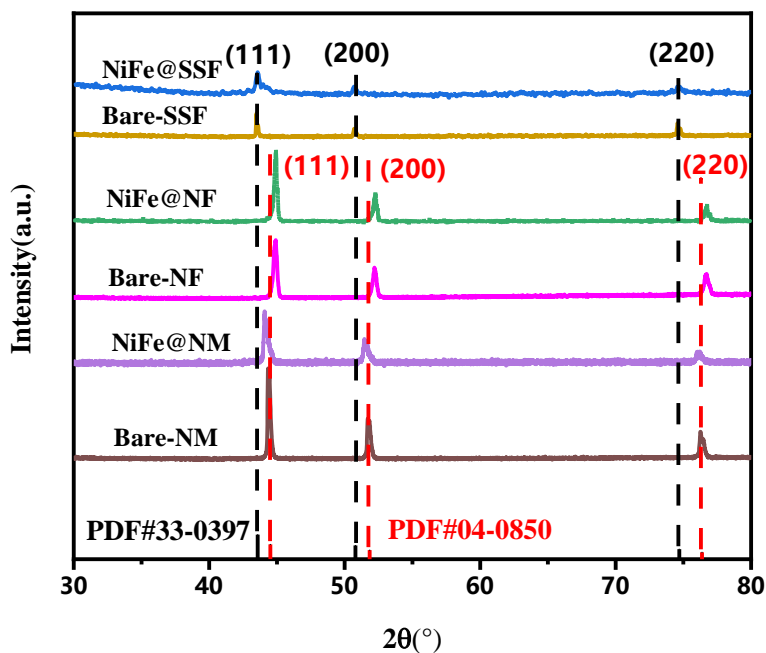 (111)
(200)
(220)
NiFe@SSF
Bare-SSF
(111)
(200)
(220)
NiFe@NF
Bare-NF
NiFe@NM
Bare-NM
PDF#33-0397
PDF#04-0850
Intensity(a.u.)
30
40
50
60
70
80
2θ(°)